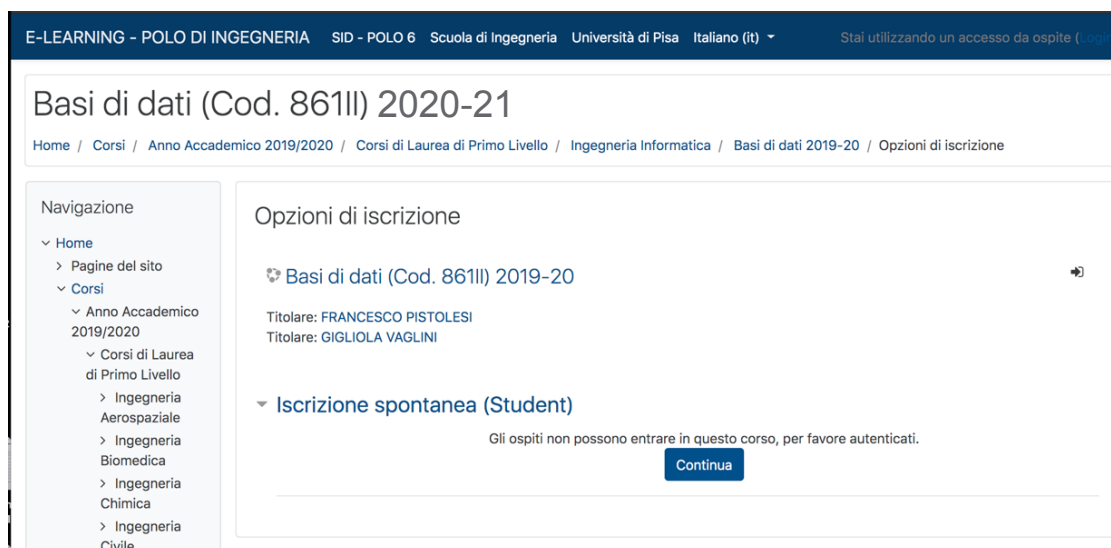 E-LEARNING - POLO DI INGEGNERIA SID - POLO 6 Scuola di Ingegneria Università di Pisa Italiano (it) Stai utilizzando un accesso da ospite (Login
Basi di dati (Cod. 861II) 2020-21
Home / Corsi / Anno Accademico 2019/2020 / Corsi di Laurea di Primo Livello / Ingegneria Informatica / Basi di dati 2019-20 / Opzioni di iscrizione
Navigazione
Home
Pagine del sito
Corsi
Anno Accademico
2019/2020
Corsi di Laurea
di Primo Livello
Ingegneria
Aerospaziale
Ingegneria
Biomedica
Ingegneria
Chimica
Ingegneria
Civile
Opzioni di iscrizione
Basi di dati (Cod. 861II) 2019-20
Titolare: FRANCESCO PISTOLESI
Titolare: GIGLIOLA VAGLINI
Iscrizione spontanea (Student)
Gli ospiti non possono entrare in questo corso, per favore autenticati.
Continua